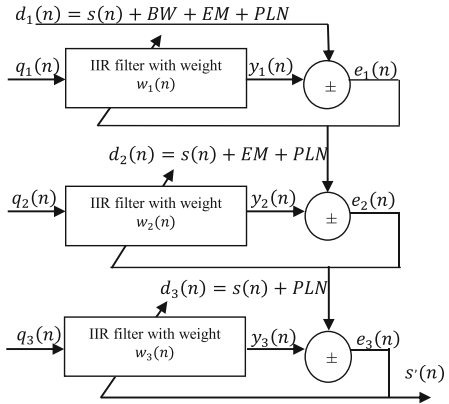 d₁(n) = s(n) + BW + EM + PLN
q₁(n)
IIR filter with weight
w₁(n)
y₁(n)
±
e₁(n)
d₂(n) = s(n) + EM + PLN
q₂(n)
IIR filter with weight
w₂(n)
y₂(n)
±
e₂(n)
d₃(n) = s(n) + PLN
q₃(n)
IIR filter with weight
w₃(n)
y₃(n)
±
e₃(n)
s'(n)